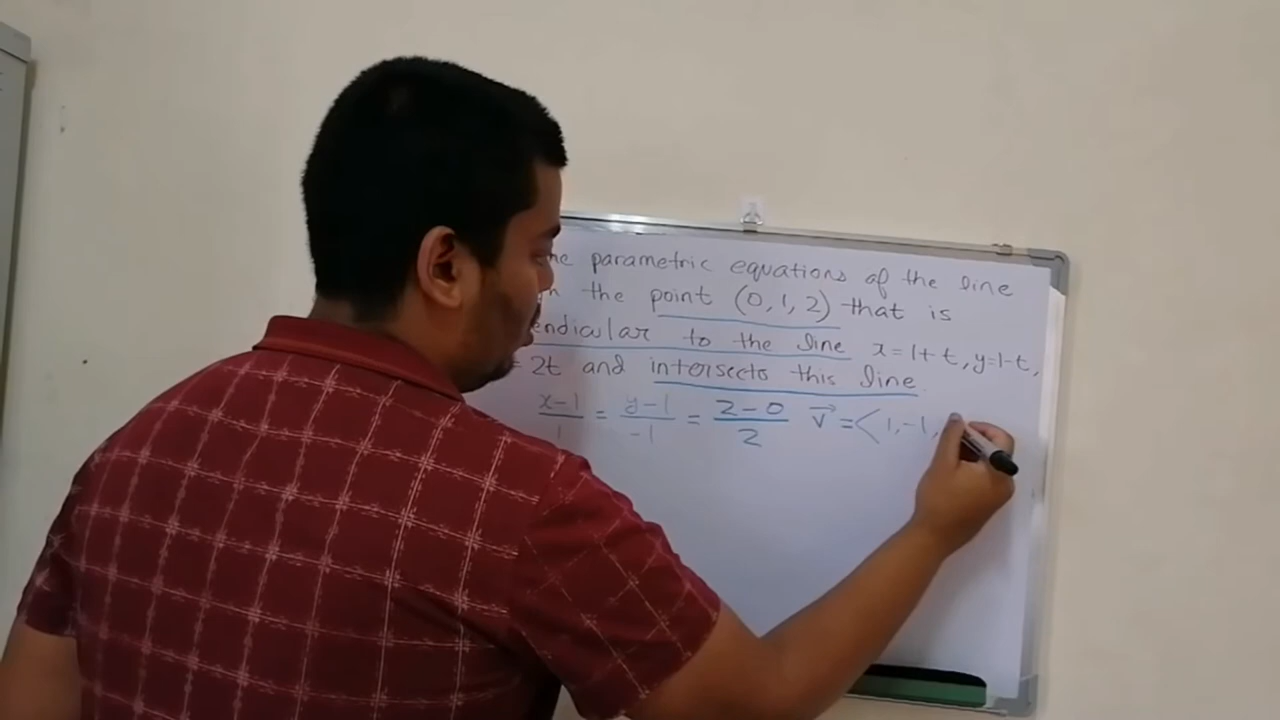 parametric equations of the line
the point (0, 1, 2) that is
to the line x = 1 + t, y = 1 - t,
= 2t and intersects this line.
x-1/1 = y-1/-1 = 2-0/2 v⃗ = <1, -1,